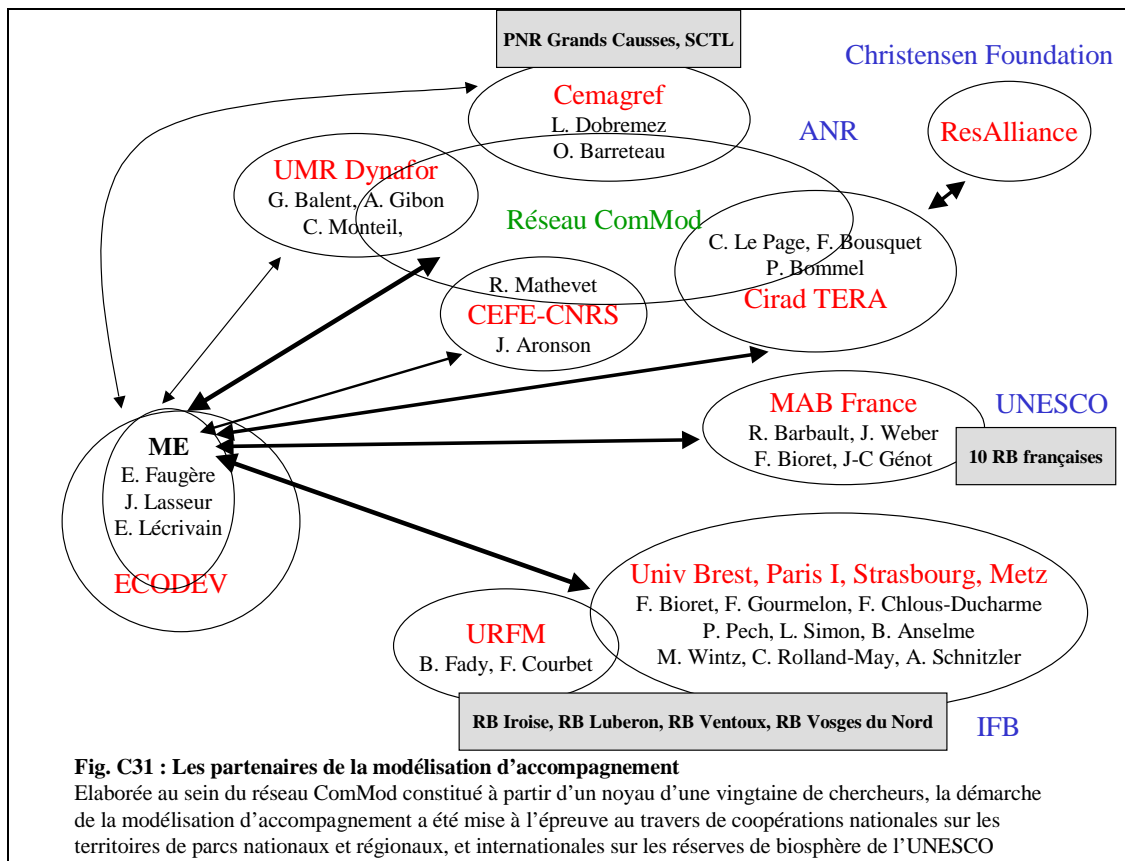 PNR Grands Causses, SCTL
Christensen Foundation
Cemagref
L. Dobremez
O. Barreteau
ANR
ResAlliance
UMR Dynafor
G. Balent, A. Gibon
C. Monteil,
Réseau ComMod
C. Le Page, F. Bousquet
P. Bommel
Cirad TERA
R. Mathevet
CEFE-CNRS
J. Aronson
MAB France
R. Barbault, J. Weber
F. Bioret, J-C Génot
UNESCO
10 RB françaises
ME
E. Faugère
J. Lasseur
E. Lécrivain
ECODEV
Univ Brest, Paris I, Strasbourg, Metz
F. Bioret, F. Gourmelon, F. Chlous-Ducharme
P. Pech, L. Simon, B. Anselme
M. Wintz, C. Rolland-May, A. Schnitzler
URFM
B. Fady, F. Courbet
RB Iroise, RB Luberon, RB Ventoux, RB Vosges du Nord
IFB
Fig. C31 : Les partenaires de la modélisation d'accompagnement
Elaborée au sein du réseau ComMod constitué à partir d'un noyau d'une vingtaine de chercheurs, la démarche
de la modélisation d'accompagnement a été mise à l'épreuve au travers de coopérations nationales sur les
territoires de parcs nationaux et régionaux, et internationales sur les réserves de biosphère de l'UNESCO